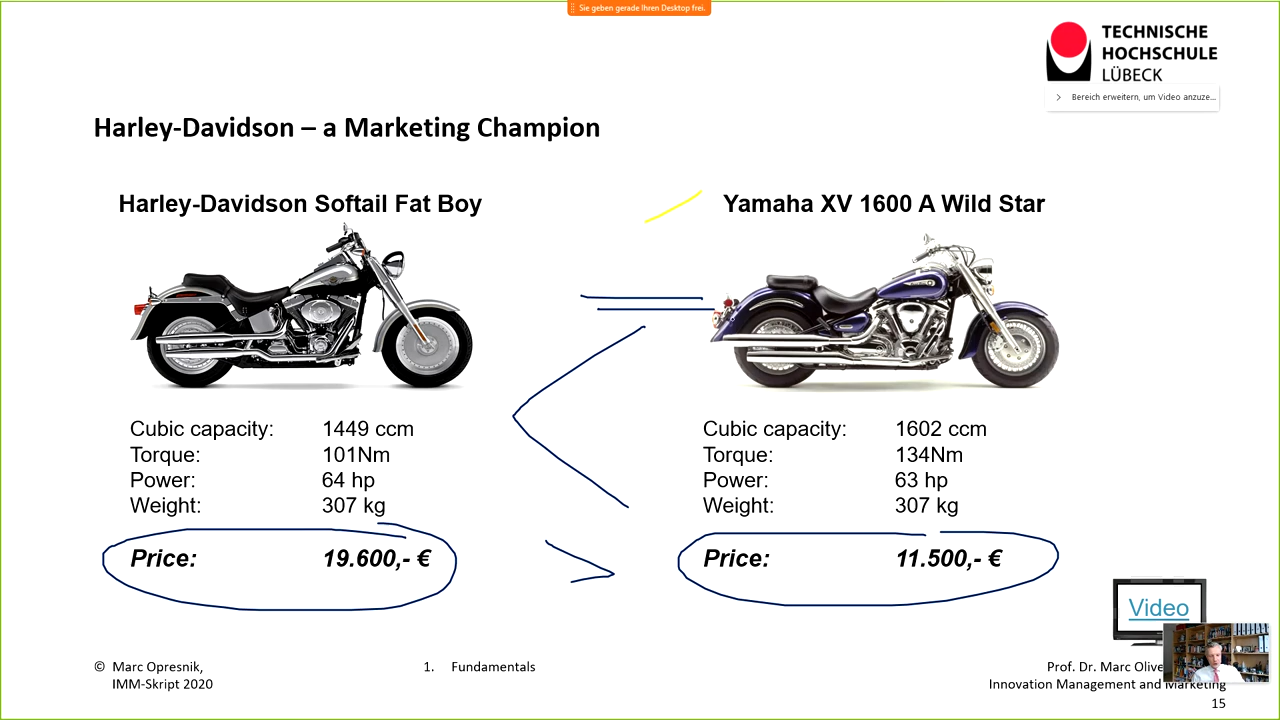 Sie geben gerade Ihren Desktop frei.
TECHNISCHE
HOCHSCHULE
LÜBECK
Bereich erweitern, um Video anzuze...
Harley-Davidson – a Marketing Champion
Harley-Davidson Softail Fat Boy
Yamaha XV 1600 A Wild Star
Cubic capacity: 1449 ccm
Torque: 101Nm
Power: 64 hp
Weight: 307 kg
Price: 19.600,- €
Cubic capacity: 1602 ccm
Torque: 134Nm
Power: 63 hp
Weight: 307 kg
Price: 11.500,- €
Video
© Marc Opresnik,
IMM-Skript 2020
1. Fundamentals
Prof. Dr. Marc Olive
Innovation Management and Marketing
15